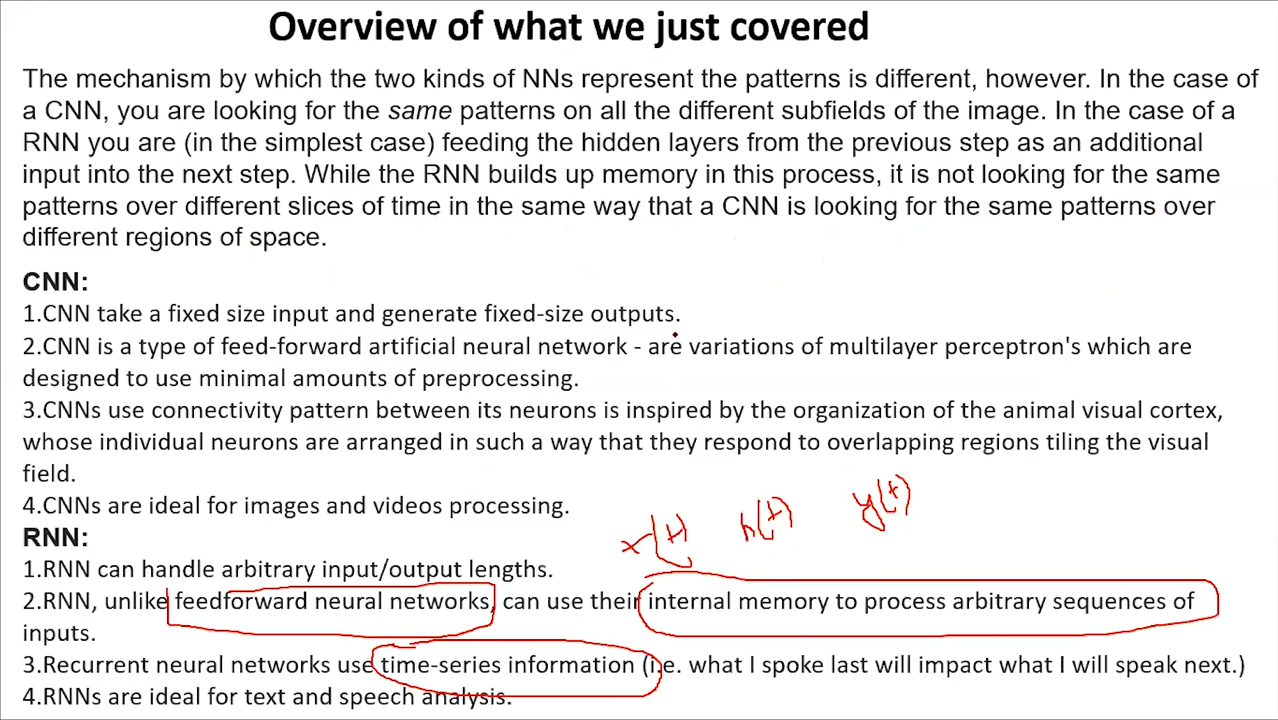 Overview of what we just covered
The mechanism by which the two kinds of NNs represent the patterns is different, however. In the case of
a CNN, you are looking for the same patterns on all the different subfields of the image. In the case of a
RNN you are (in the simplest case) feeding the hidden layers from the previous step as an additional
input into the next step. While the RNN builds up memory in this process, it is not looking for the same
patterns over different slices of time in the same way that a CNN is looking for the same patterns over
different regions of space.
CNN:
1.CNN take a fixed size input and generate fixed-size outputs.
2.CNN is a type of feed-forward artificial neural network - are variations of multilayer perceptron's which are
designed to use minimal amounts of preprocessing.
3.CNNs use connectivity pattern between its neurons is inspired by the organization of the animal visual cortex,
whose individual neurons are arranged in such a way that they respond to overlapping regions tiling the visual
field.
4.CNNs are ideal for images and videos processing.
x(t) h(t) y(t)
RNN:
1.RNN can handle arbitrary input/output lengths.
2.RNN, unlike feedforward neural networks, can use their internal memory to process arbitrary sequences of
inputs.
3.Recurrent neural networks use time-series information (i.e. what I spoke last will impact what I will speak next.)
4.RNNs are ideal for text and speech analysis.